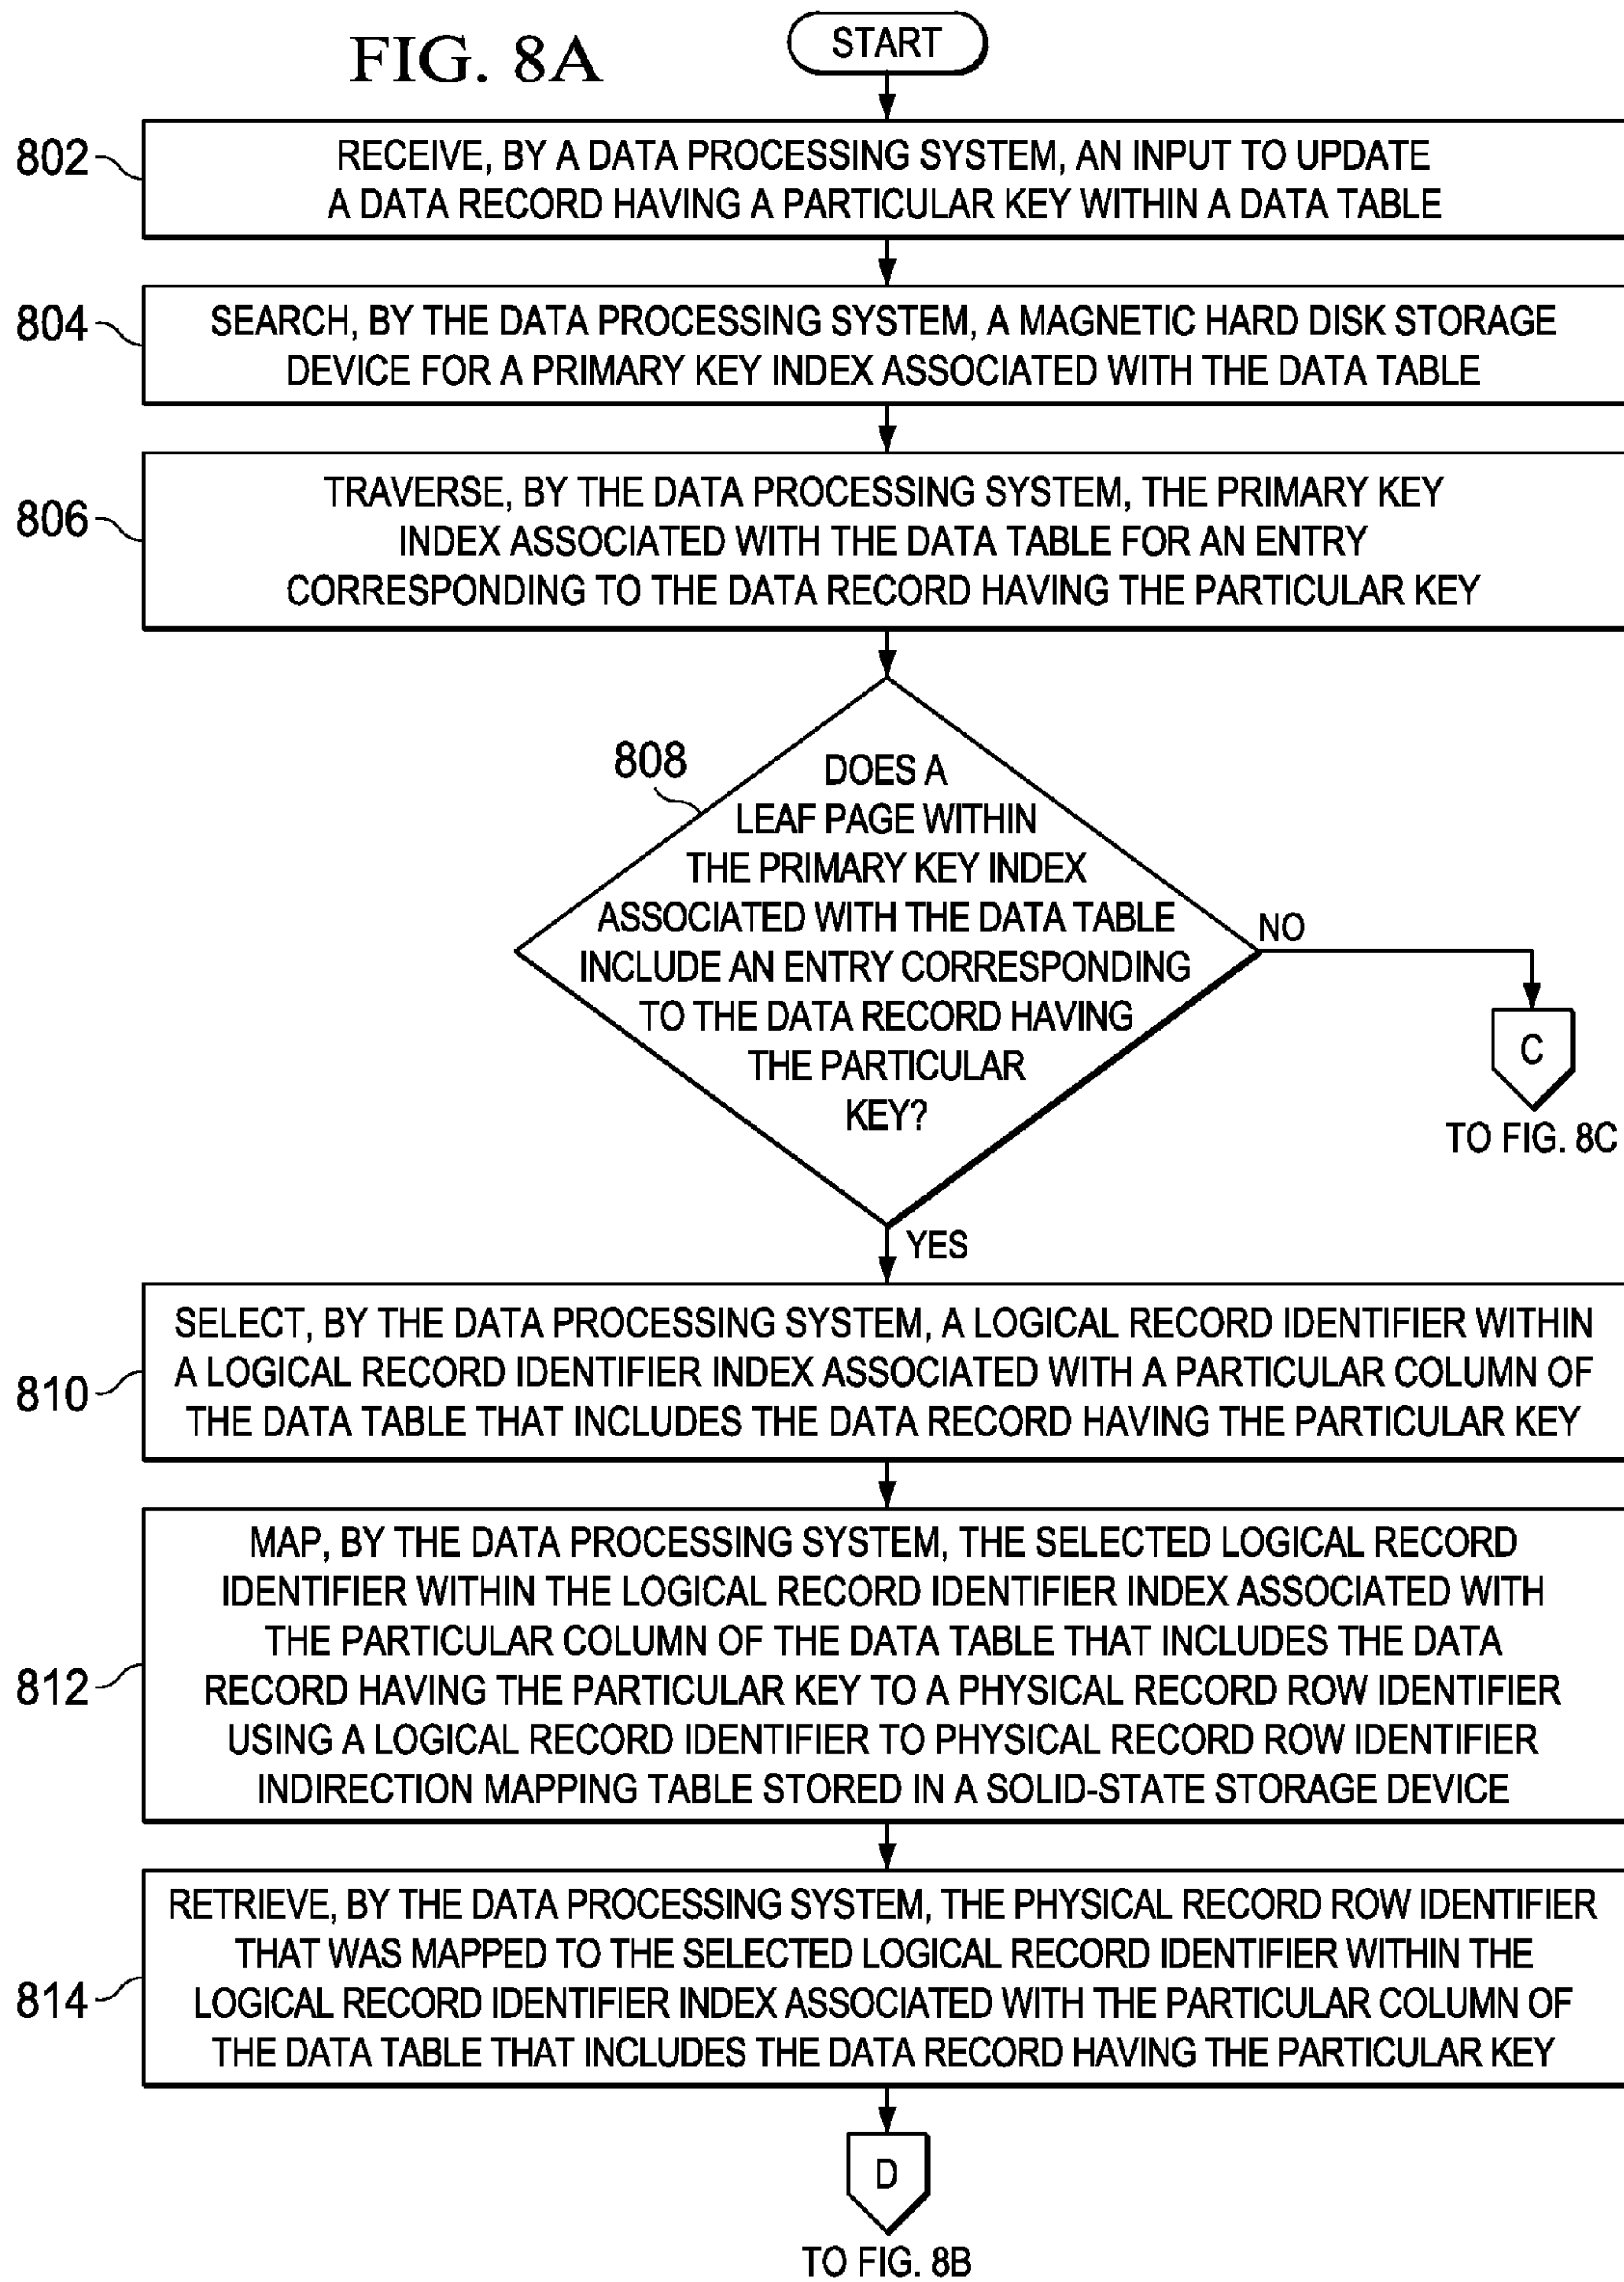 FIG. 8A
START
802
RECEIVE, BY A DATA PROCESSING SYSTEM, AN INPUT TO UPDATE
A DATA RECORD HAVING A PARTICULAR KEY WITHIN A DATA TABLE
804
SEARCH, BY THE DATA PROCESSING SYSTEM, A MAGNETIC HARD DISK STORAGE
DEVICE FOR A PRIMARY KEY INDEX ASSOCIATED WITH THE DATA TABLE
806
TRAVERSE, BY THE DATA PROCESSING SYSTEM, THE PRIMARY KEY
INDEX ASSOCIATED WITH THE DATA TABLE FOR AN ENTRY
CORRESPONDING TO THE DATA RECORD HAVING THE PARTICULAR KEY
808
DOES A
LEAF PAGE WITHIN
THE PRIMARY KEY INDEX
ASSOCIATED WITH THE DATA TABLE
INCLUDE AN ENTRY CORRESPONDING
TO THE DATA RECORD HAVING
THE PARTICULAR
KEY?
NO
C
TO FIG. 8C
YES
810
SELECT, BY THE DATA PROCESSING SYSTEM, A LOGICAL RECORD IDENTIFIER WITHIN
A LOGICAL RECORD IDENTIFIER INDEX ASSOCIATED WITH A PARTICULAR COLUMN OF
THE DATA TABLE THAT INCLUDES THE DATA RECORD HAVING THE PARTICULAR KEY
812
MAP, BY THE DATA PROCESSING SYSTEM, THE SELECTED LOGICAL RECORD
IDENTIFIER WITHIN THE LOGICAL RECORD IDENTIFIER INDEX ASSOCIATED WITH
THE PARTICULAR COLUMN OF THE DATA TABLE THAT INCLUDES THE DATA
RECORD HAVING THE PARTICULAR KEY TO A PHYSICAL RECORD ROW IDENTIFIER
USING A LOGICAL RECORD IDENTIFIER TO PHYSICAL RECORD ROW IDENTIFIER
INDIRECTION MAPPING TABLE STORED IN A SOLID-STATE STORAGE DEVICE
814
RETRIEVE, BY THE DATA PROCESSING SYSTEM, THE PHYSICAL RECORD ROW IDENTIFIER
THAT WAS MAPPED TO THE SELECTED LOGICAL RECORD IDENTIFIER WITHIN THE
LOGICAL RECORD IDENTIFIER INDEX ASSOCIATED WITH THE PARTICULAR COLUMN OF
THE DATA TABLE THAT INCLUDES THE DATA RECORD HAVING THE PARTICULAR KEY
D
TO FIG. 8B